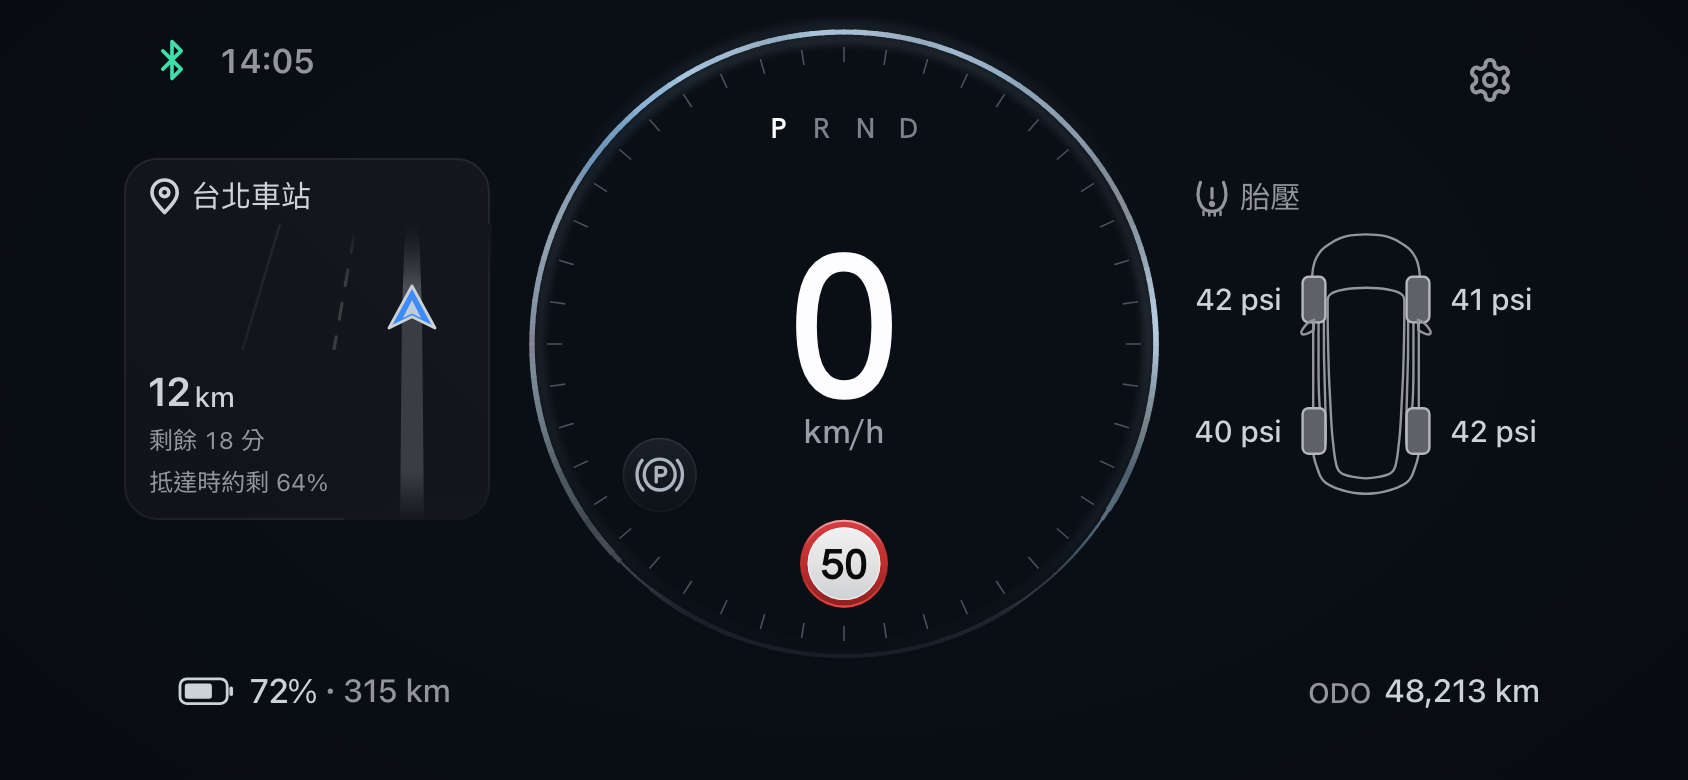 14:05
台北車站
12 km
剩餘 18 分
抵達時約剩 64%
P R N D
0
km/h
P
50
胎壓
42 psi
41 psi
40 psi
42 psi
72% · 315 km
ODO 48,213 km